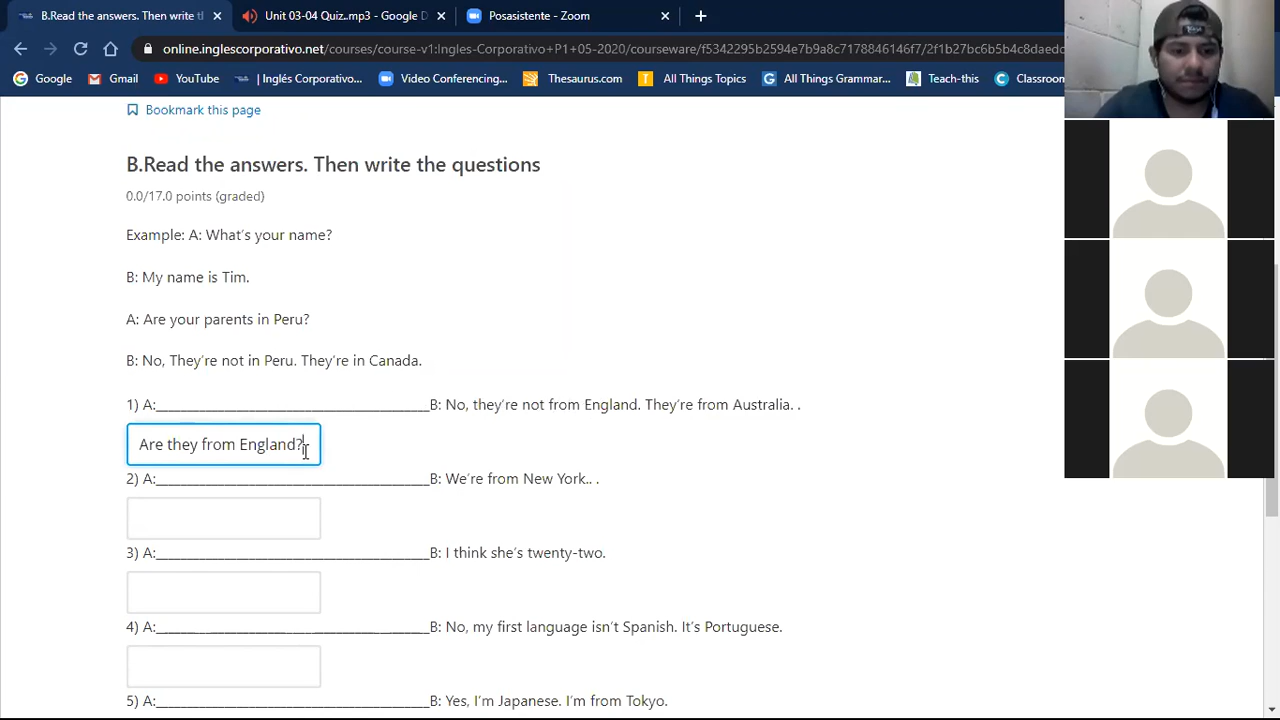 B.Read the answers. Then write tl
Unit 03-04 Quiz..mp3 - Google D
Posasistente - Zoom
online.inglescorporativo.net/courses/course-v1:Ingles-Corporativo+P1+05-2020/courseware/f5342295b2594e7b9a8c7178846146f7/2f1b27bc6b5b4c8daedc
Google Gmail YouTube | Inglés Corporativo... Video Conferencing... Thesaurus.com All Things Topics All Things Grammar... Teach-this Classroom
Bookmark this page
B.Read the answers. Then write the questions
0.0/17.0 points (graded)
Example: A: What's your name?
B: My name is Tim.
A: Are your parents in Peru?
B: No, They're not in Peru. They're in Canada.
1) A:_________________________________B: No, they're not from England. They're from Australia. .
Are they from England?
2) A:_________________________________B: We're from New York.. .
3) A:_________________________________B: I think she's twenty-two.
4) A:_________________________________B: No, my first language isn't Spanish. It's Portuguese.
5) A:_________________________________B: Yes, I'm Japanese. I'm from Tokyo.